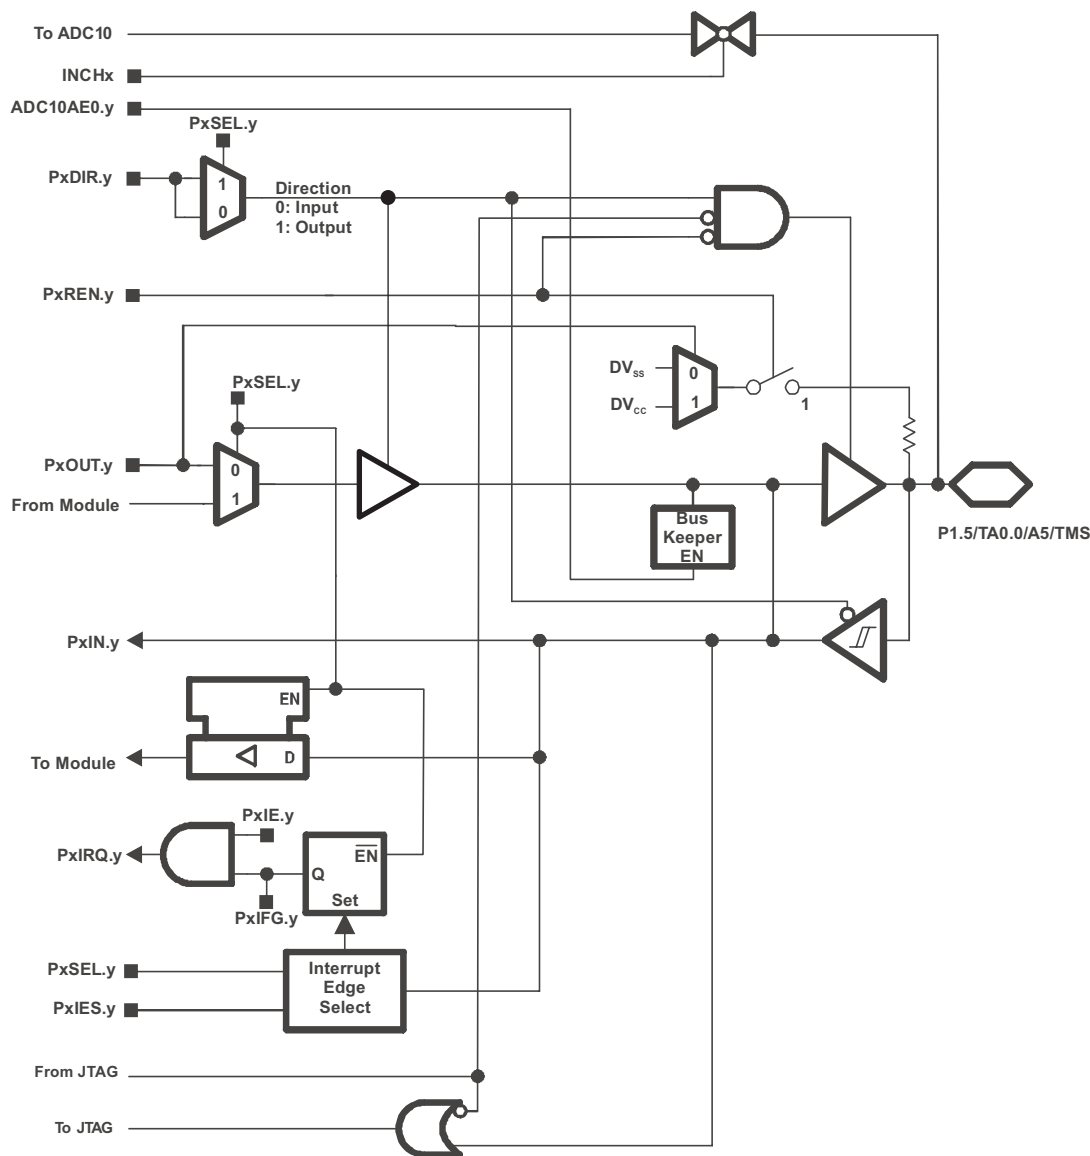 To ADC10
INCHx
ADC10AE0.y
PxSEL.y
PxDIR.y
1
0
Direction
0: Input
1: Output
PxREN.y
DVSS
0
DVCC
1
1
PxSEL.y
PxOUT.y
0
From Module
1
Bus
Keeper
EN
P1.5/TA0.0/A5/TMS
PxIN.y
EN
To Module
D
PxIE.y
PxIRQ.y
EN
Q
Set
PxIFG.y
PxSEL.y
PxIES.y
Interrupt
Edge
Select
From JTAG
To JTAG